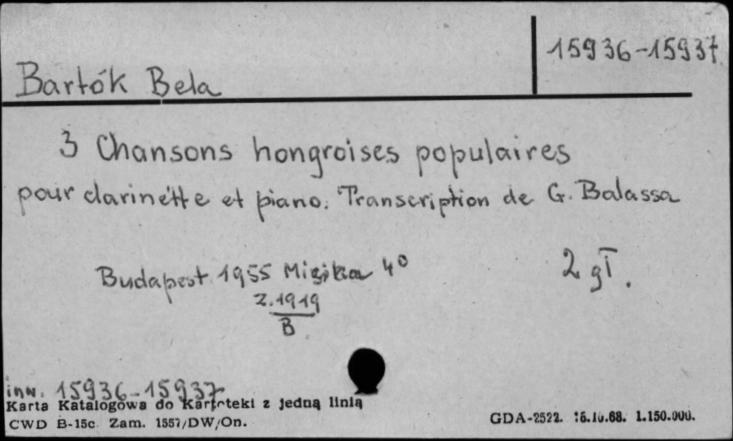 15936-15937
Bartók Bela
3 Chansons hongroises populaires
pour clarinette et piano. Transcription de G. Balassa
Budapest 1955 Mizika 4°
2 gł.
Z.1919
B
inw. 15936-15937
Karta Katalogowa do Kartoteki z jedną linią
CWD B-15c Zam. 1557/DW/On.
GDA-2522. 16.10.68. 1.150.000.